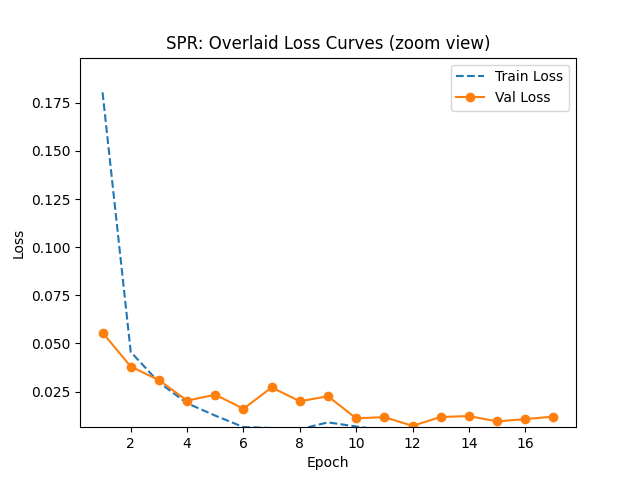 SPR: Overlaid Loss Curves (zoom view)
Train Loss
Val Loss
0.175
0.150
0.125
0.100
0.075
0.050
0.025
Loss
2 4 6 8 10 12 14 16
Epoch